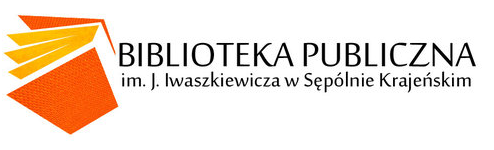 BIBLIOTEKA PUBLICZNA
im. J. Iwaszkiewicza w Sępólnie Krajeńskim